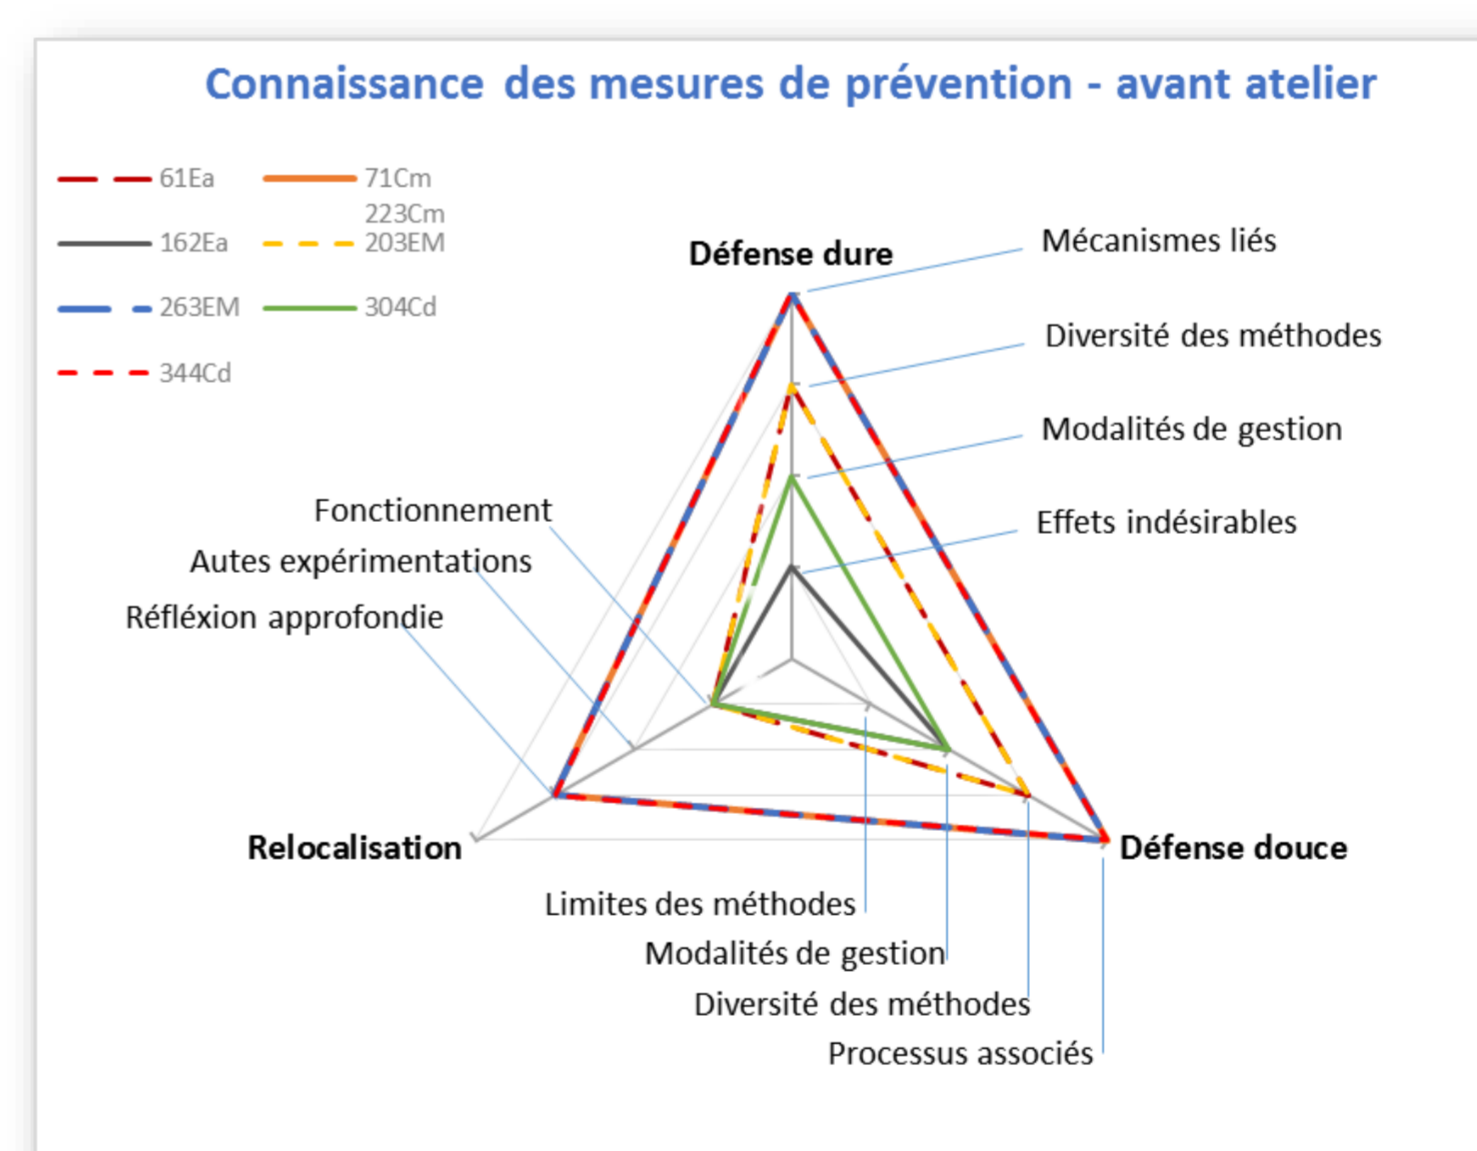 Connaissance des mesures de prévention - avant atelier
61Ea
71Cm
223Cm
162Ea
203EM
263EM
304Cd
344Cd
Défense dure
Mécanismes liés
Diversité des méthodes
Modalités de gestion
Effets indésirables
Fonctionnement
Autes expérimentations
Réfléxion approfondie
Relocalisation
Défense douce
Limites des méthodes
Modalités de gestion
Diversité des méthodes
Processus associés